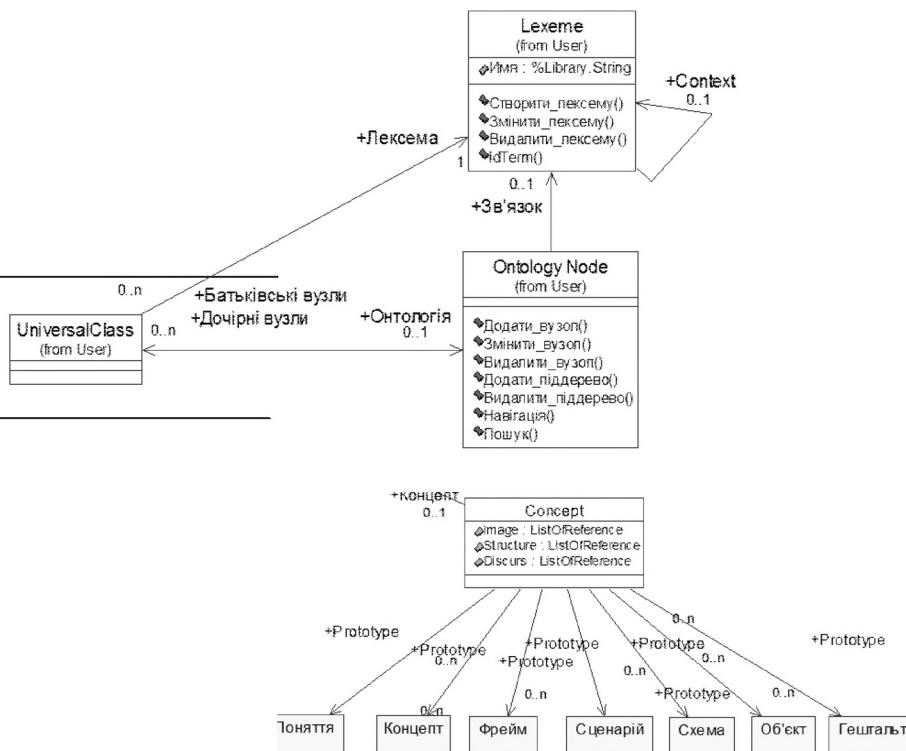 Lexeme
(from User)
Имя : %Library.String
Створити_лексему()
Змінити_лексему()
Видалити_лексему()
idTerm()
+Context
0..1
+Лексема
1
0..1
+Зв'язок
Ontology Node
(from User)
Додати_вузол()
Змінити_вузол()
Видалити_вузол()
Додати_піддерево()
Видалити_піддерево()
Навігація()
Пошук()
0..n
+Батьківські вузли
+Дочірні вузли
0..n
+Онтологія
0..1
UniversalClass
(from User)
+Концепт
0..1
Concept
Image : ListOfReference
Structure : ListOfReference
Discurs : ListOfReference
+Prototype
+Prototype
0..n
+Prototype
+Prototype
0..n
+Prototype
0..n
0..n
+Prototype
0..n
+Prototype
0..n
0..n
Поняття
Концепт
Фрейм
Сценарій
Схема
Об'єкт
Гештальт